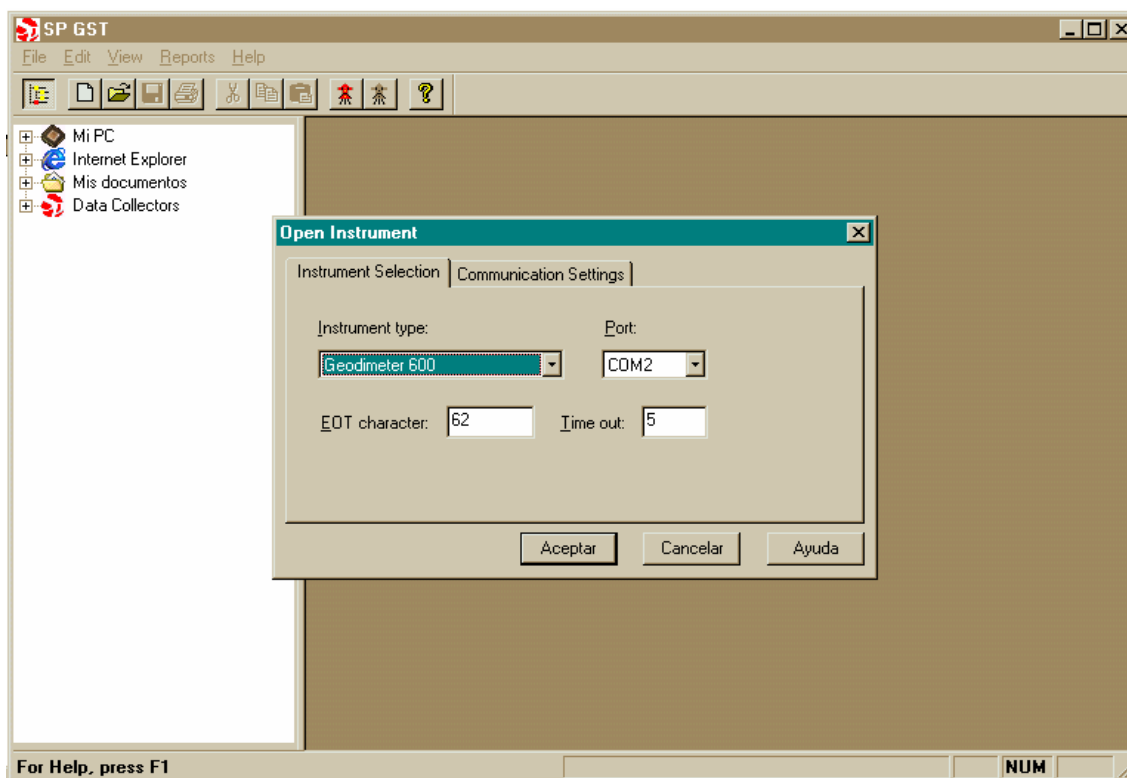 SP GST
File Edit View Reports Help
Mi PC
Internet Explorer
Mis documentos
Data Collectors
Open Instrument
Instrument Selection Communication Settings
Instrument type: Port:
Geodimeter 600 COM2
EOT character: 62 Time out: 5
Aceptar Cancelar Ayuda
For Help, press F1 NUM